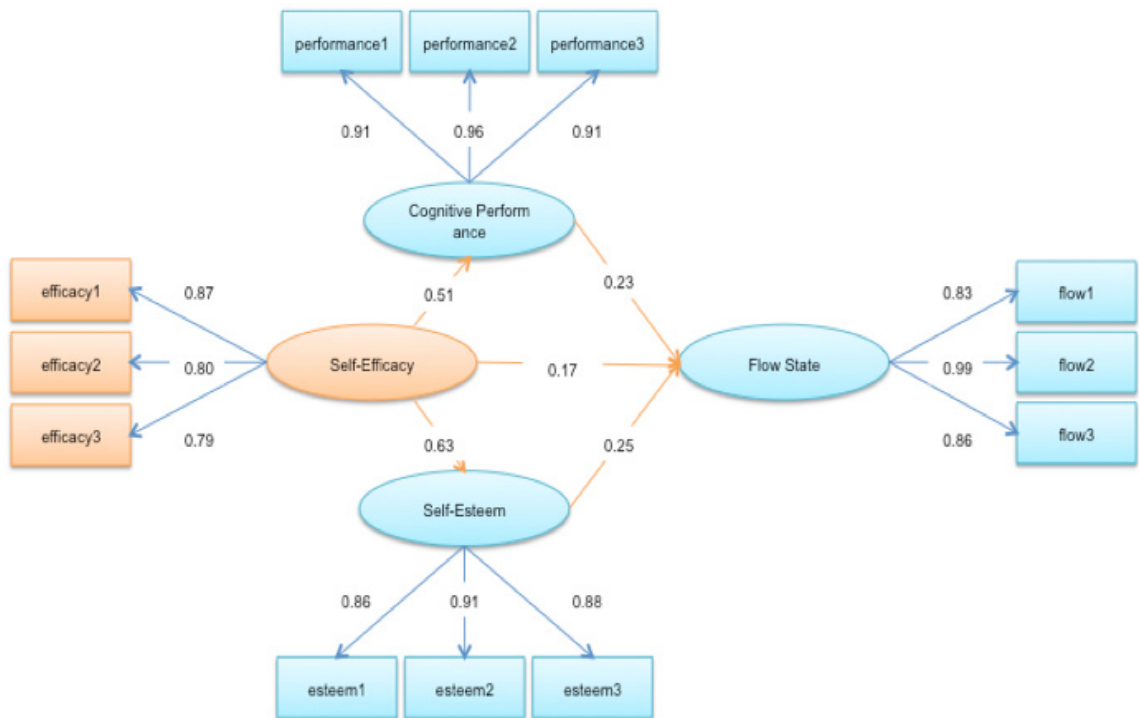 performance1
performance2
performance3
0.91
0.96
0.91
Cognitive Perform
ance
efficacy1
0.87
0.51
0.23
0.83
flow1
efficacy2
0.80
Self-Efficacy
0.17
Flow State
0.99
flow2
efficacy3
0.79
0.63
0.25
0.86
flow3
Self-Esteem
0.86
0.91
0.88
esteem1
esteem2
esteem3